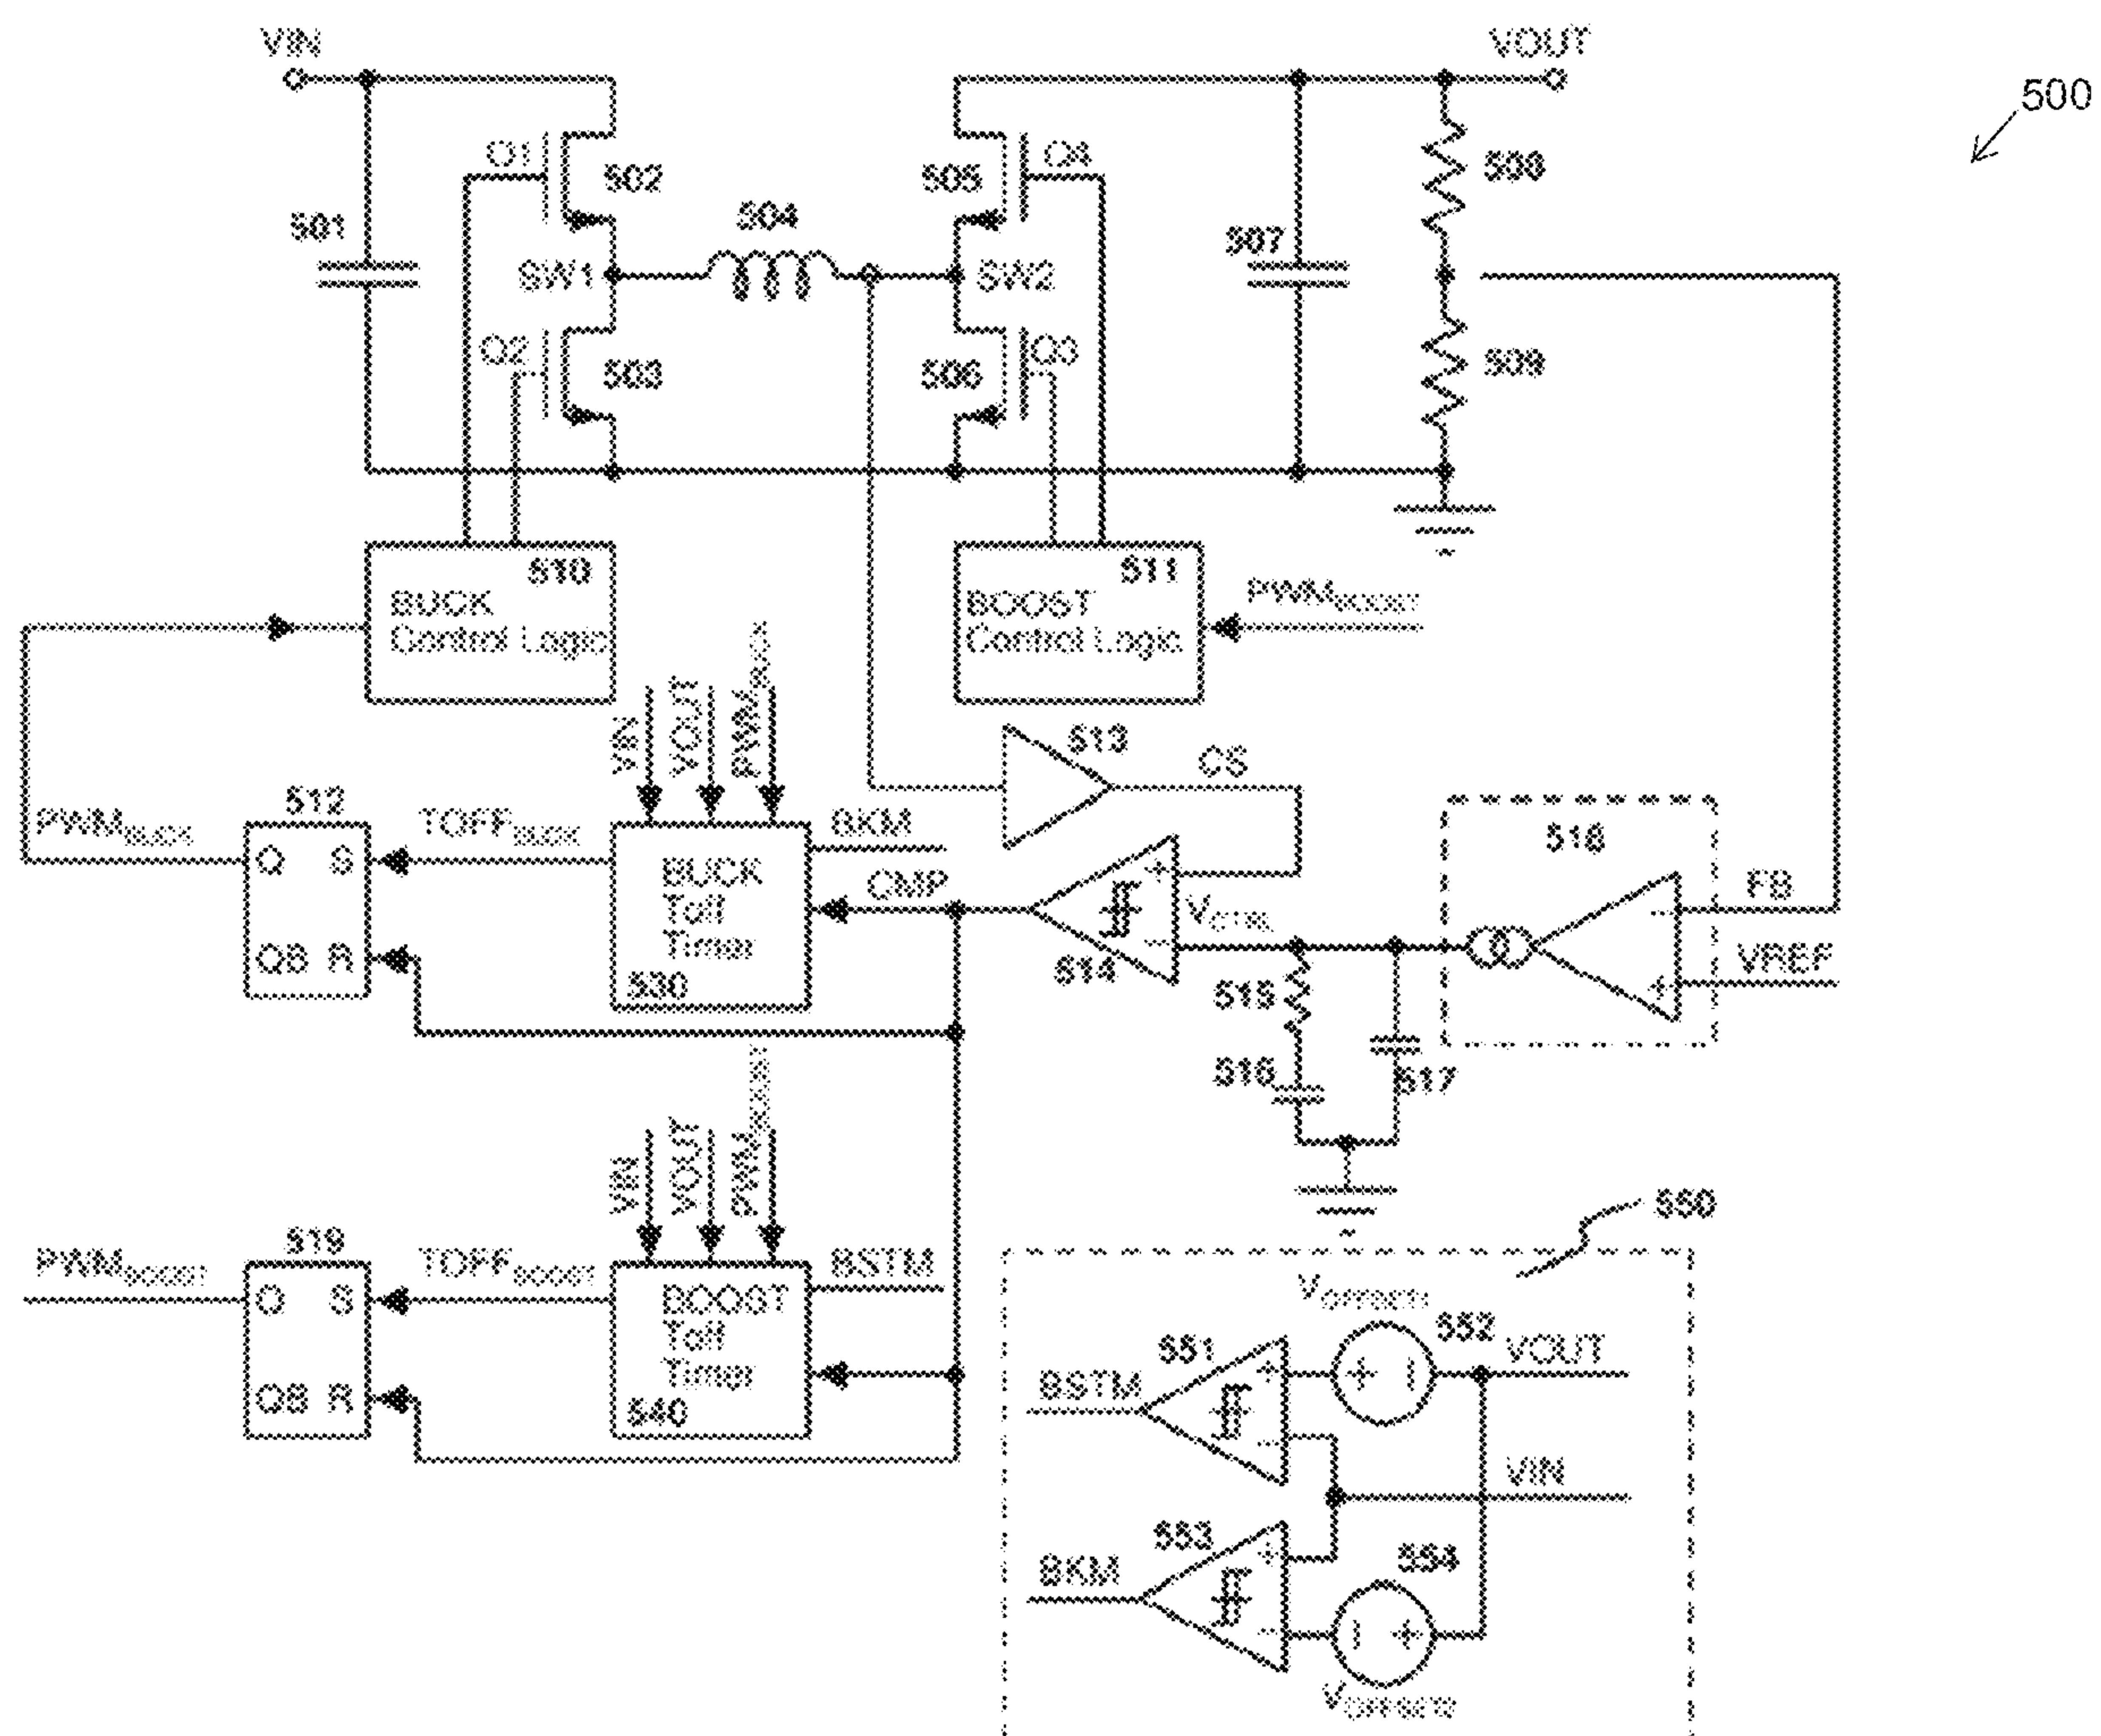 VIN
VOUT
500
Q1
502
505
Q4
508
501
504
507
SW1
SW2
Q2
503
506
Q3
509
510
BUCK
Control Logic
511
BOOST
Control Logic
PWMBOOST
VIN
VOUT
PWMBUCK
513
CS
512
PWMBUCK
Q S
QB R
TOFFBUCK
BUCK
Toff
Timer
530
BKM
CMP
+
−
514
VCTRL
518
FB
VREF
−
+
515
516
517
VIN
VOUT
PWMBOOST
519
PWMBOOST
Q S
QB R
TOFFBOOST
BOOST
Toff
Timer
540
BSTM
550
VOFFSET1
552
VOUT
551
BSTM
+
−
+ −
VIN
553
BKM
+
−
554
− +